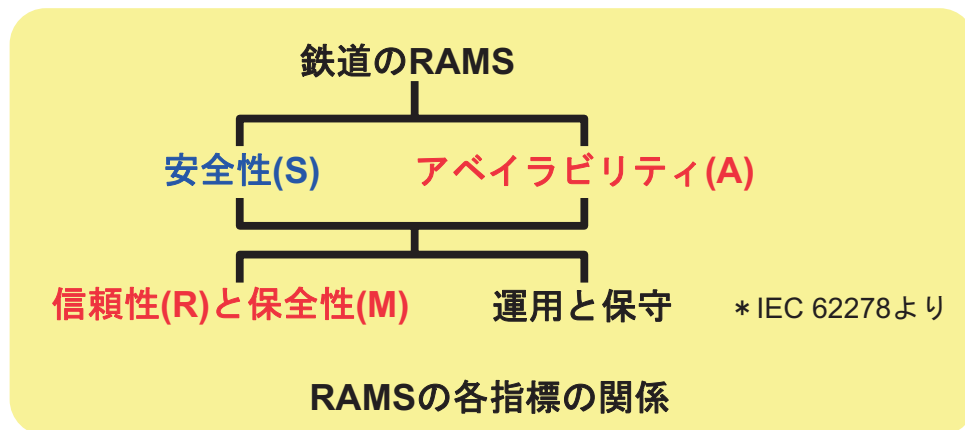 鉄道のRAMS
安全性(S) アベイラビリティ(A)
信頼性(R)と保全性(M) 運用と保守 *IEC 62278より
RAMSの各指標の関係